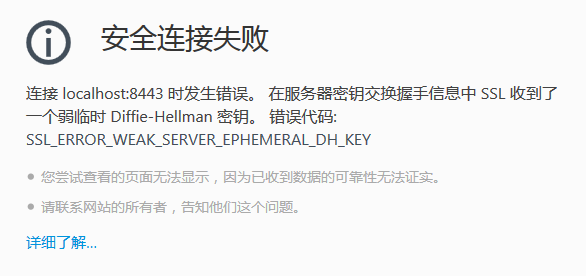 安全连接失败
连接 localhost:8443 时发生错误。 在服务器密钥交换握手信息中 SSL 收到了
一个弱临时 Diffie-Hellman 密钥。 错误代码:
SSL_ERROR_WEAK_SERVER_EPHEMERAL_DH_KEY
您尝试查看的页面无法显示，因为已收到数据的可靠性无法证实。
请联系网站的所有者，告知他们这个问题。
详细了解...